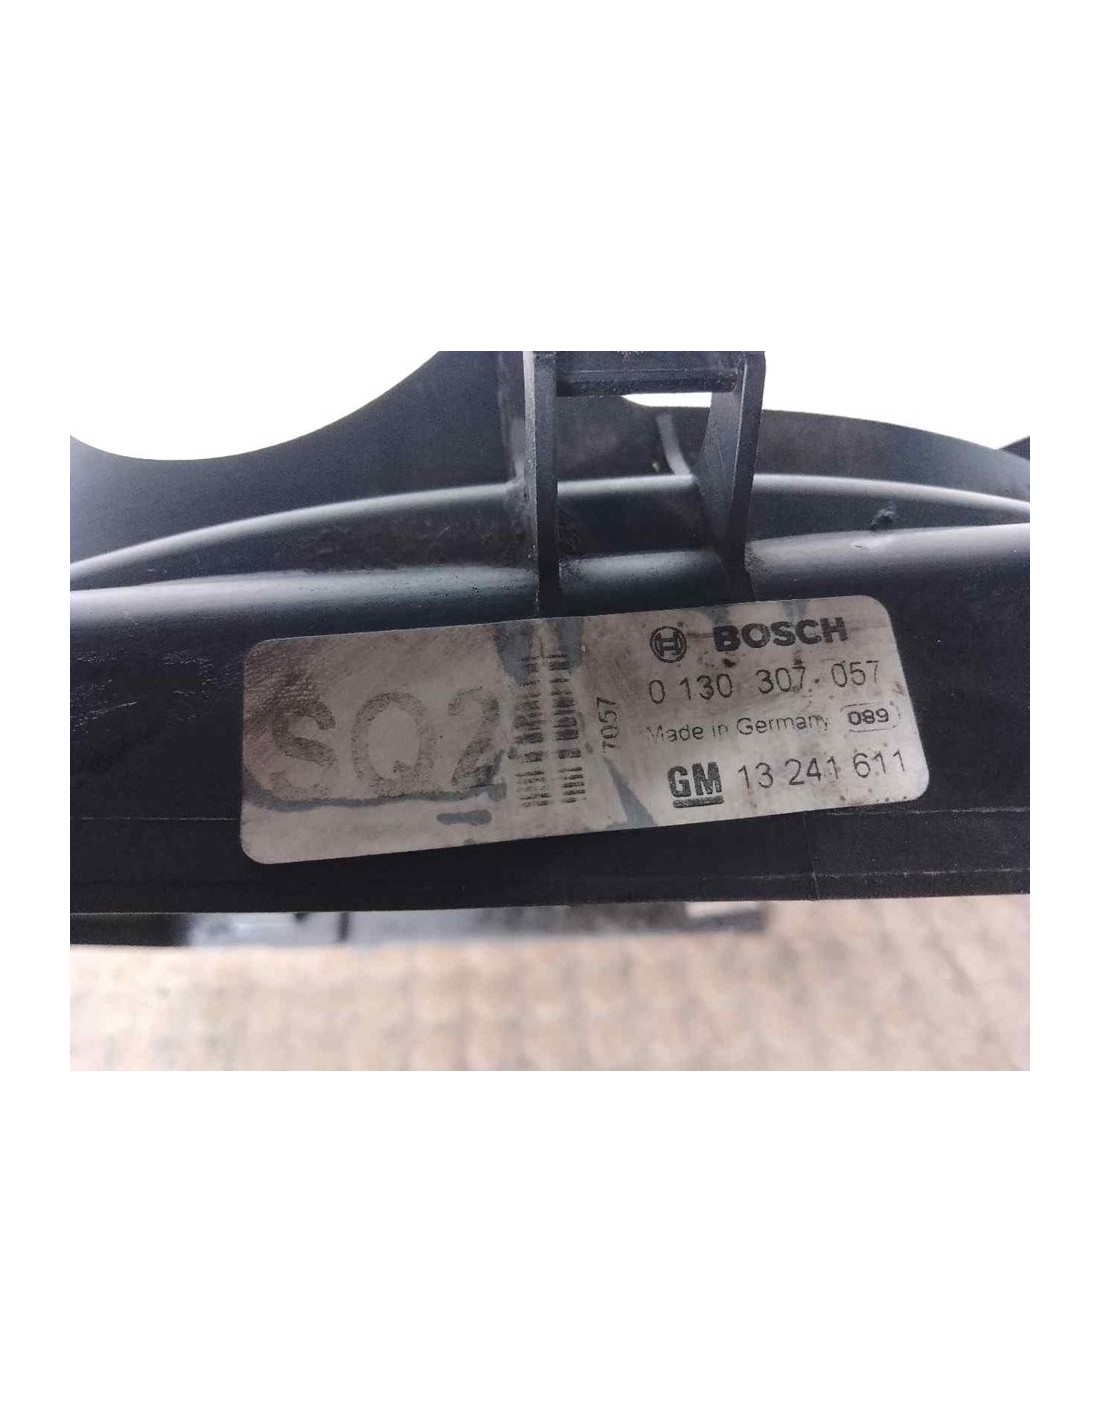 SQ2
7057
BOSCH
0 130 307 057
Made in Germany 089
GM 13 241 611